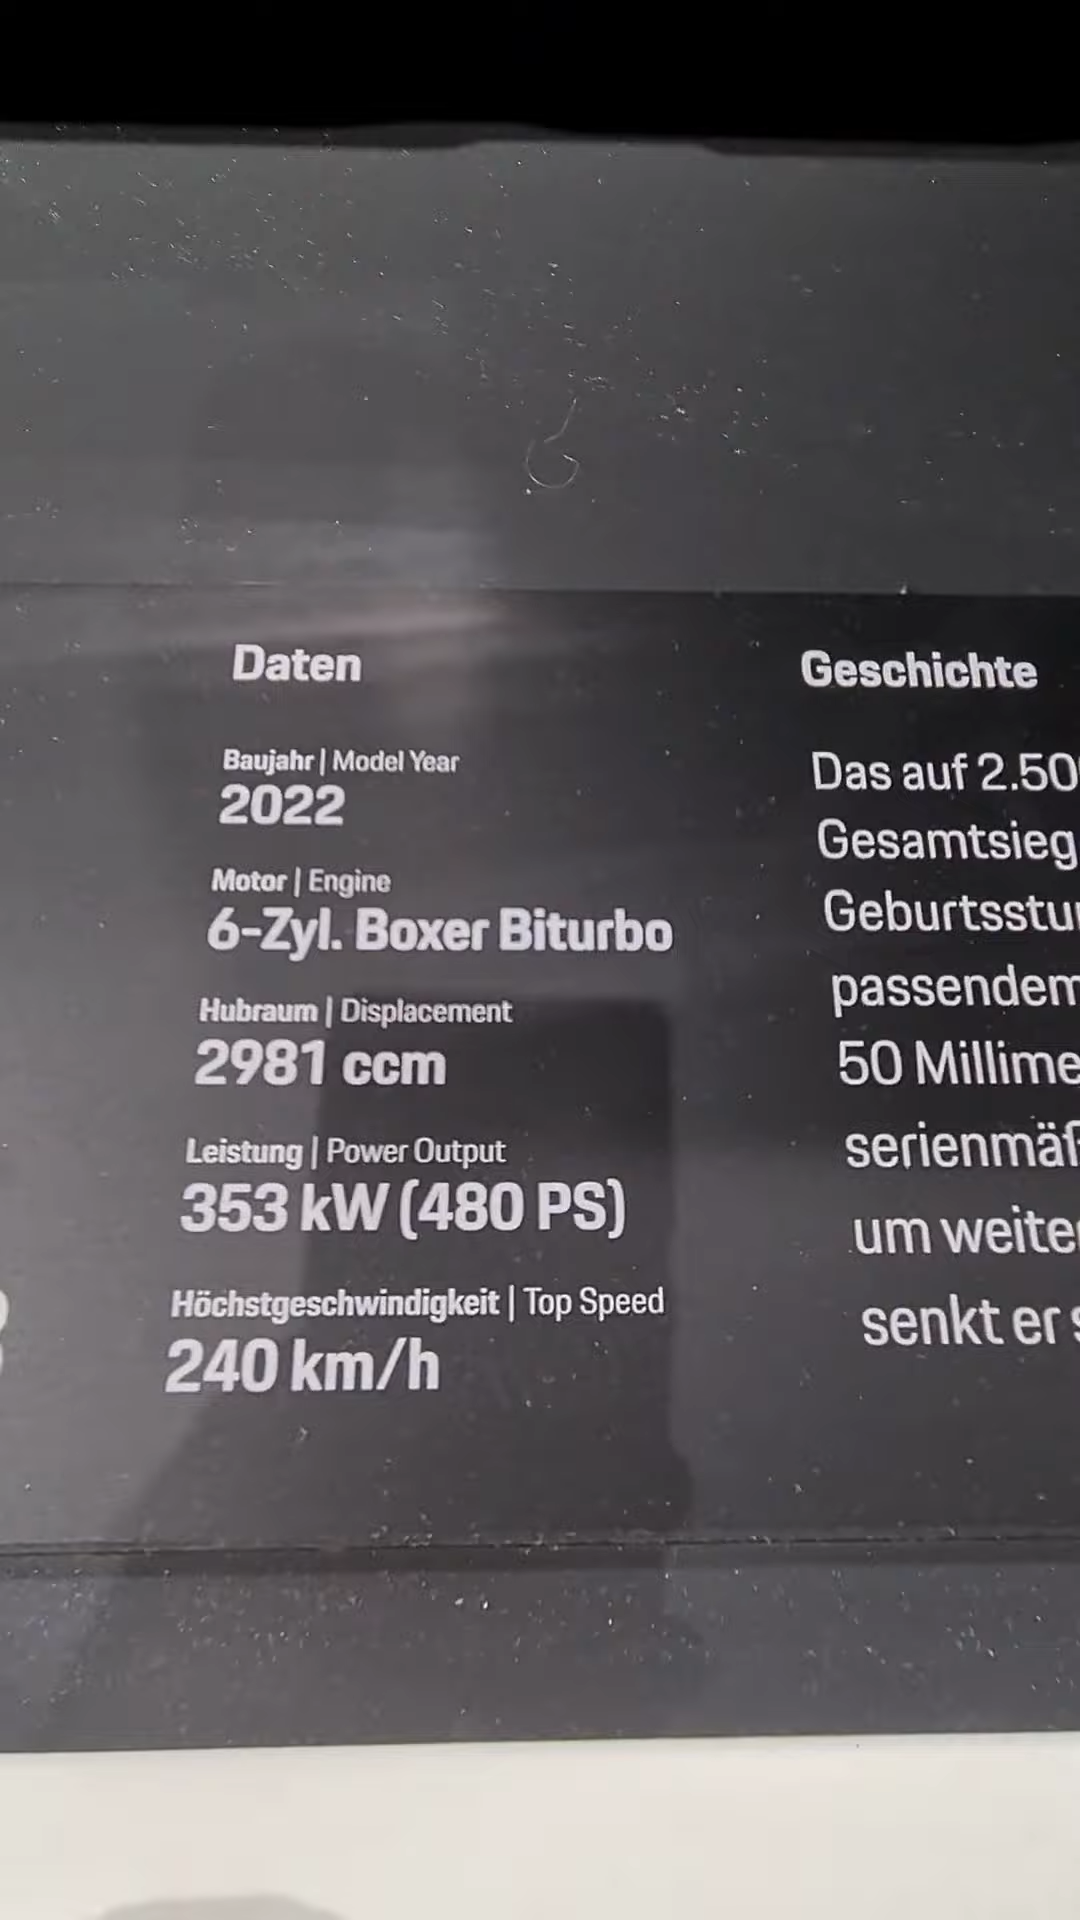 Daten
Baujahr | Model Year
2022
Motor | Engine
6-Zyl. Boxer Biturbo
Hubraum | Displacement
2981 ccm
Leistung | Power Output
353 kW (480 PS)
Höchstgeschwindigkeit | Top Speed
240 km/h
Geschichte
Das auf 2.50
Gesamtsieg
Geburtsstu
passendem
50 Millime
serienmäß
um weite
senkt er